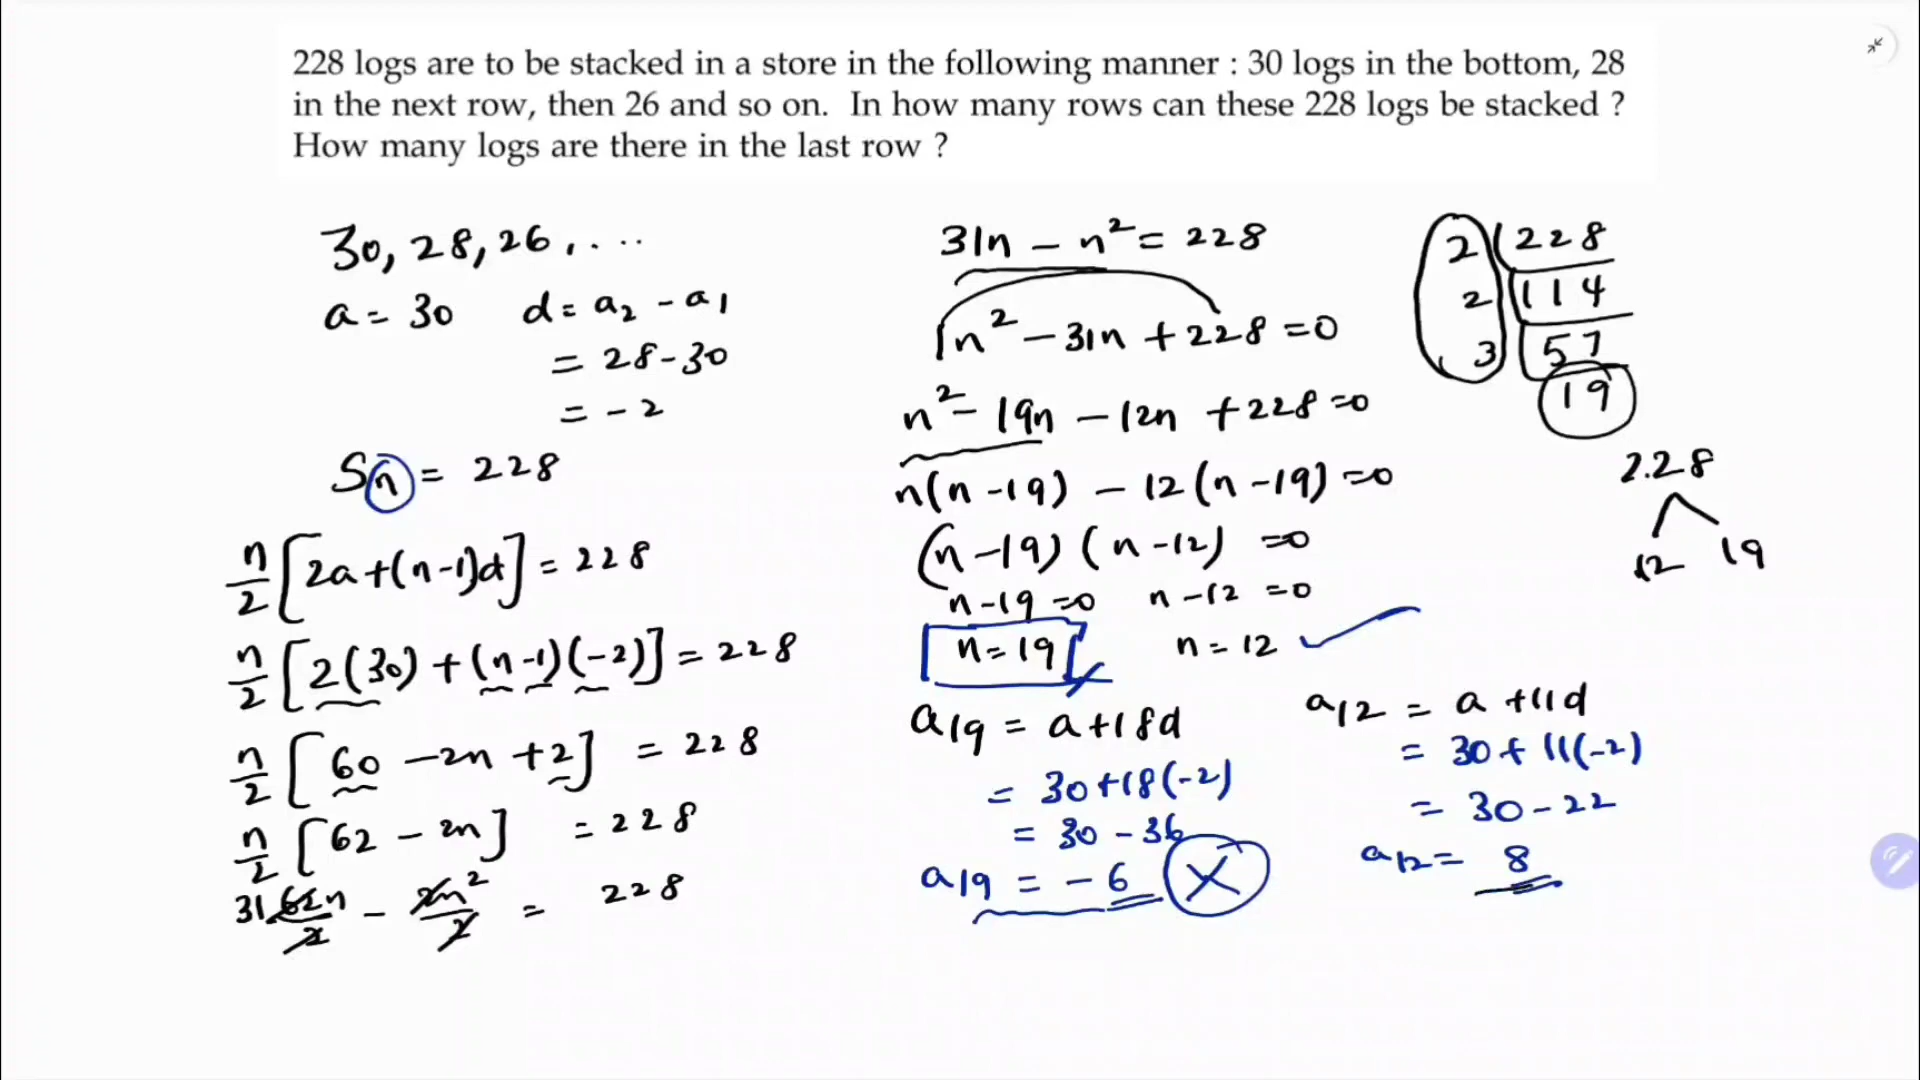 228 logs are to be stacked in a store in the following manner : 30 logs in the bottom, 28
in the next row, then 26 and so on. In how many rows can these 228 logs be stacked ?
How many logs are there in the last row ?
30, 28, 26, . . . .
a = 30 d = a₂ - a₁
= 28 - 30
= - 2
Sn = 228
n/2 [2a + (n-1)d] = 228
n/2 [2(30) + (n-1)(-2)] = 228
n/2 [60 - 2n + 2] = 228
n/2 [62 - 2n] = 228
31 62n/2 - 2n²/2 = 228
31n - n² = 228
1n² - 31n + 228 = 0
n² - 19n - 12n + 228 = 0
n(n - 19) - 12(n - 19) = 0
(n - 19) (n - 12) = 0
n - 19 = 0 n - 12 = 0
n = 19 n = 12
a19 = a + 18d
= 30 + 18(-2)
= 30 - 36
a19 = - 6
a12 = a + 11d
= 30 + 11(-2)
= 30 - 22
a12 = 8
2 228
2 114
3 57
19
228
12 19